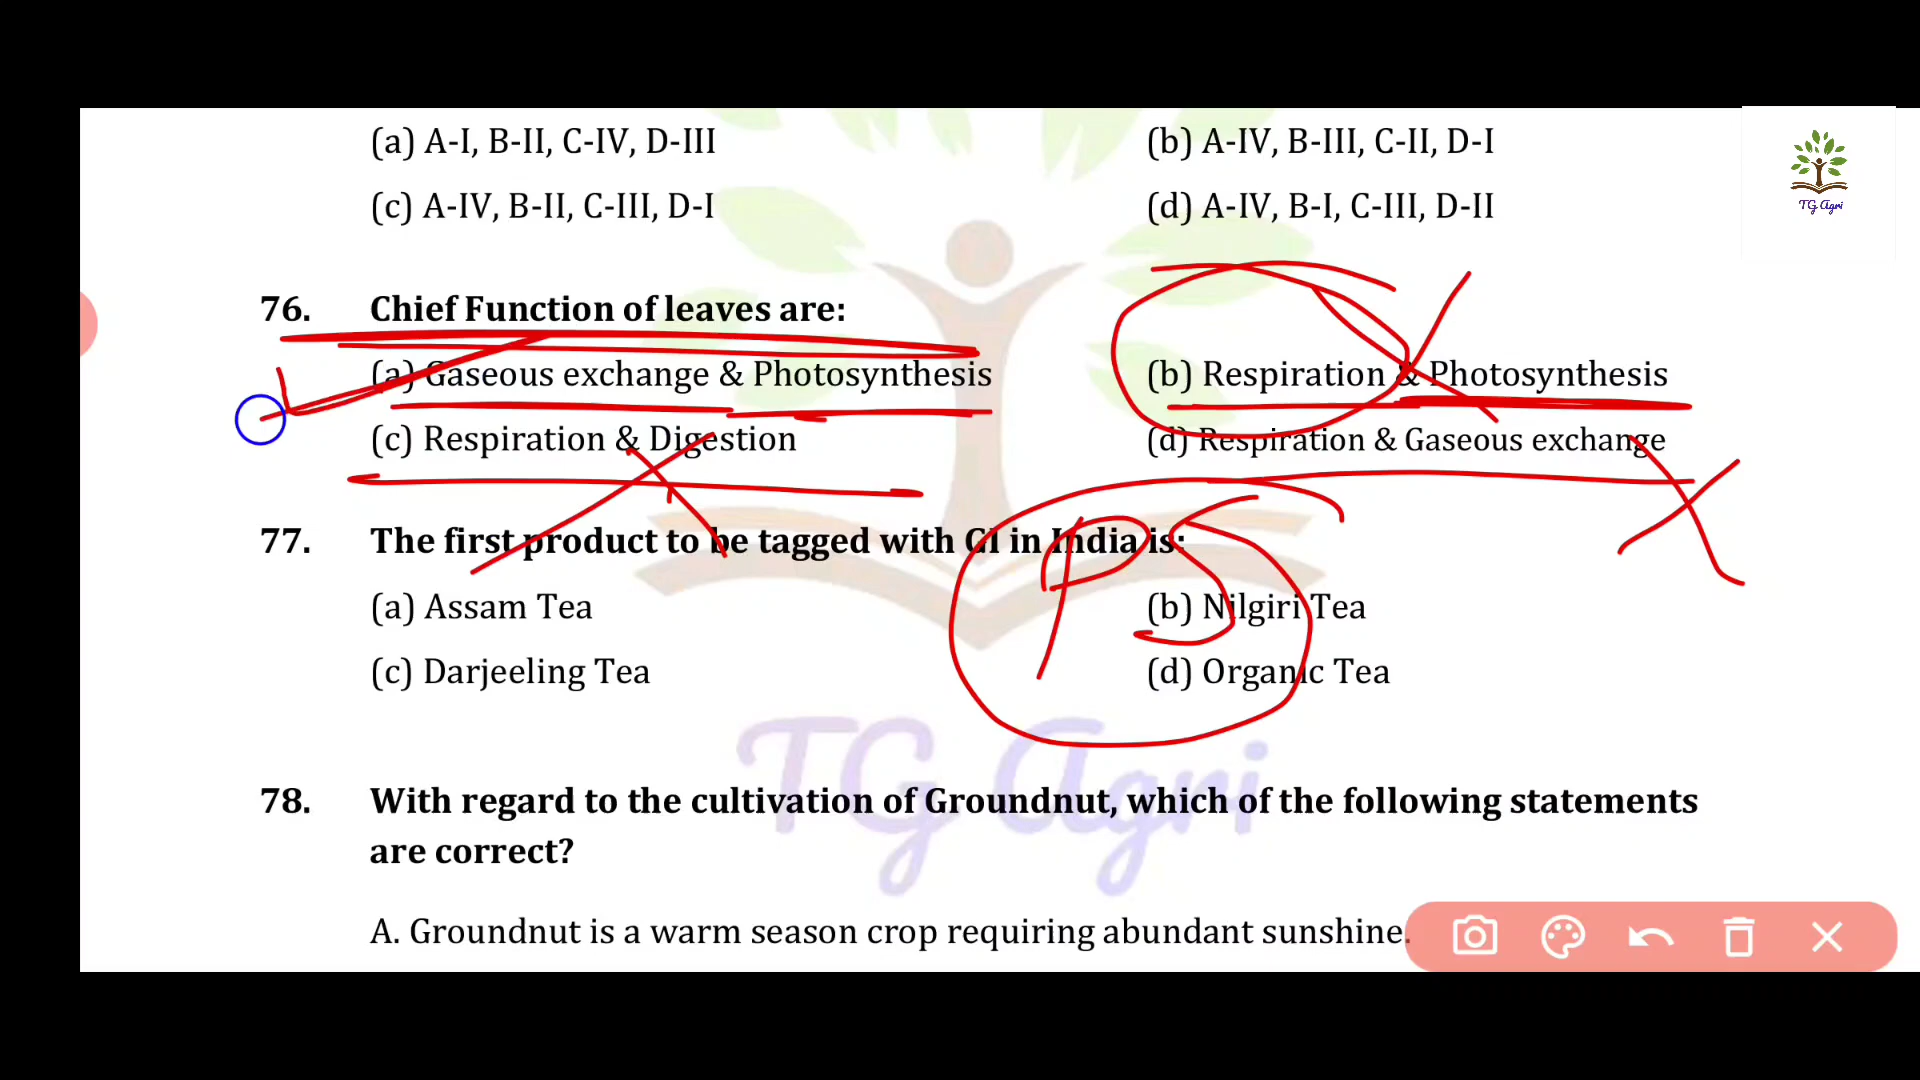 (a) A-I, B-II, C-IV, D-III (b) A-IV, B-III, C-II, D-I
(c) A-IV, B-II, C-III, D-I (d) A-IV, B-I, C-III, D-II
TG Agri
76. Chief Function of leaves are:
(a) Gaseous exchange & Photosynthesis (b) Respiration & Photosynthesis
(c) Respiration & Digestion (d) Respiration & Gaseous exchange
77. The first product to be tagged with GI in India is:
PS
(a) Assam Tea (b) Nilgiri Tea
(c) Darjeeling Tea (d) Organic Tea
TG Agri
78. With regard to the cultivation of Groundnut, which of the following statements
are correct?
A. Groundnut is a warm season crop requiring abundant sunshine.